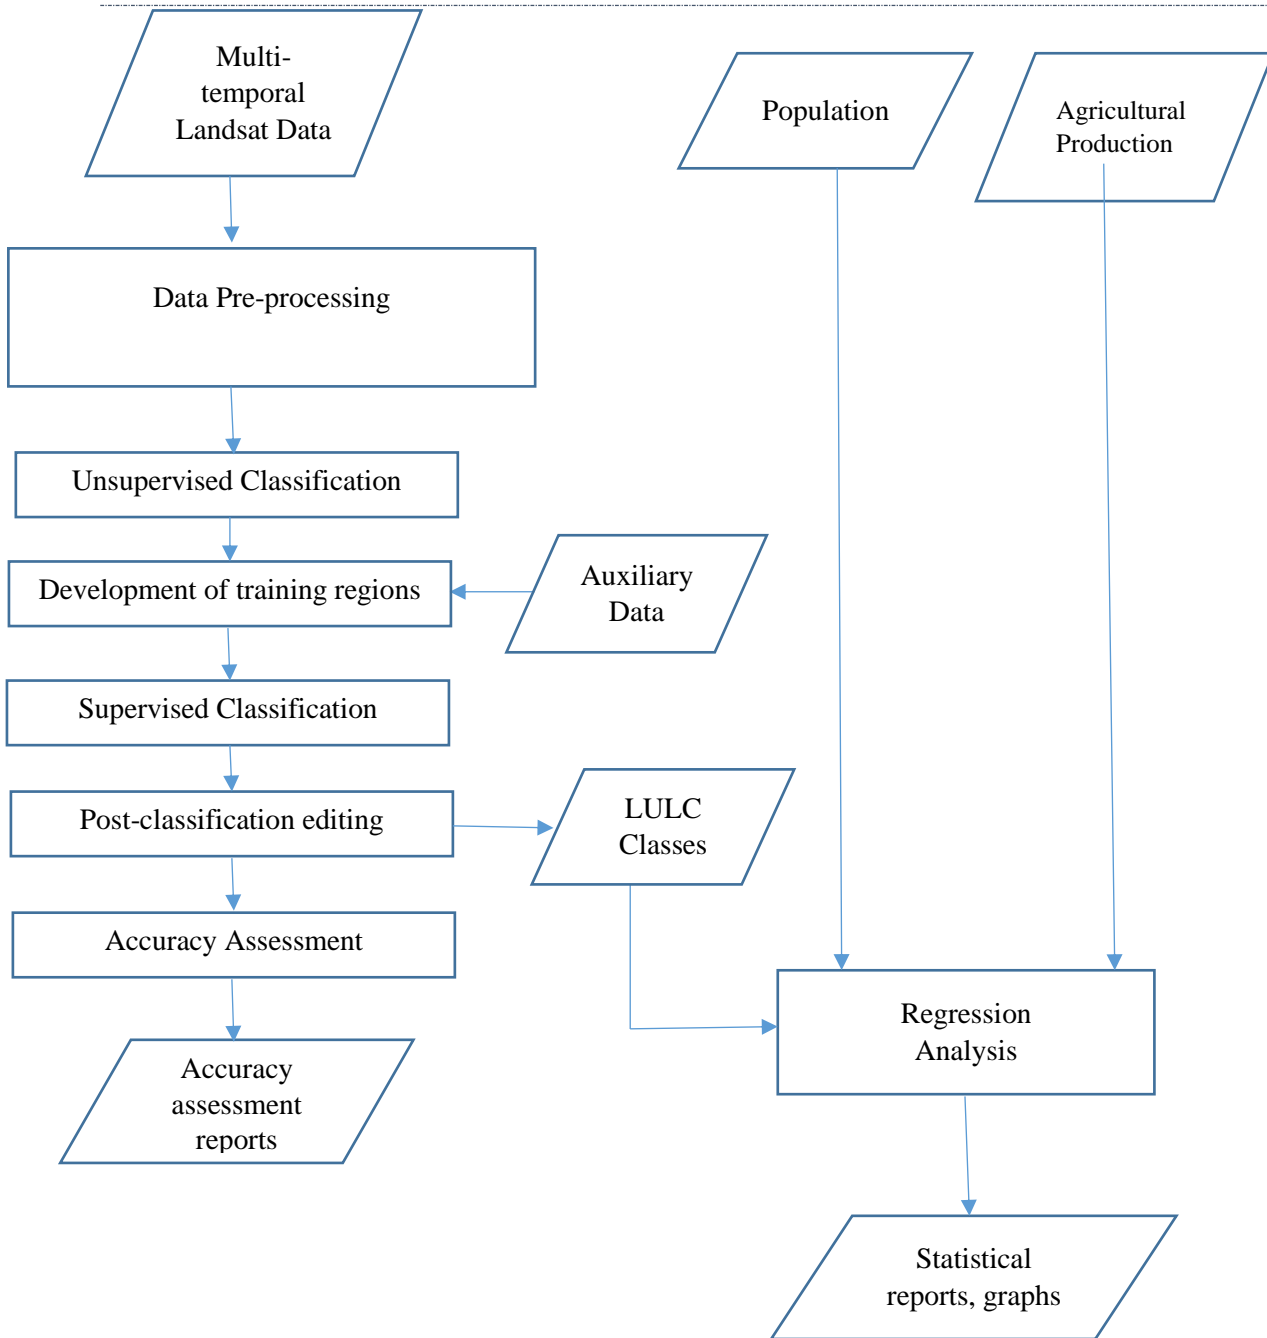 Multi-
temporal
Landsat Data
Population
Agricultural
Production
Data Pre-processing
Unsupervised Classification
Development of training regions
Auxiliary
Data
Supervised Classification
Post-classification editing
LULC
Classes
Accuracy Assessment
Regression
Analysis
Accuracy
assessment
reports
Statistical
reports, graphs